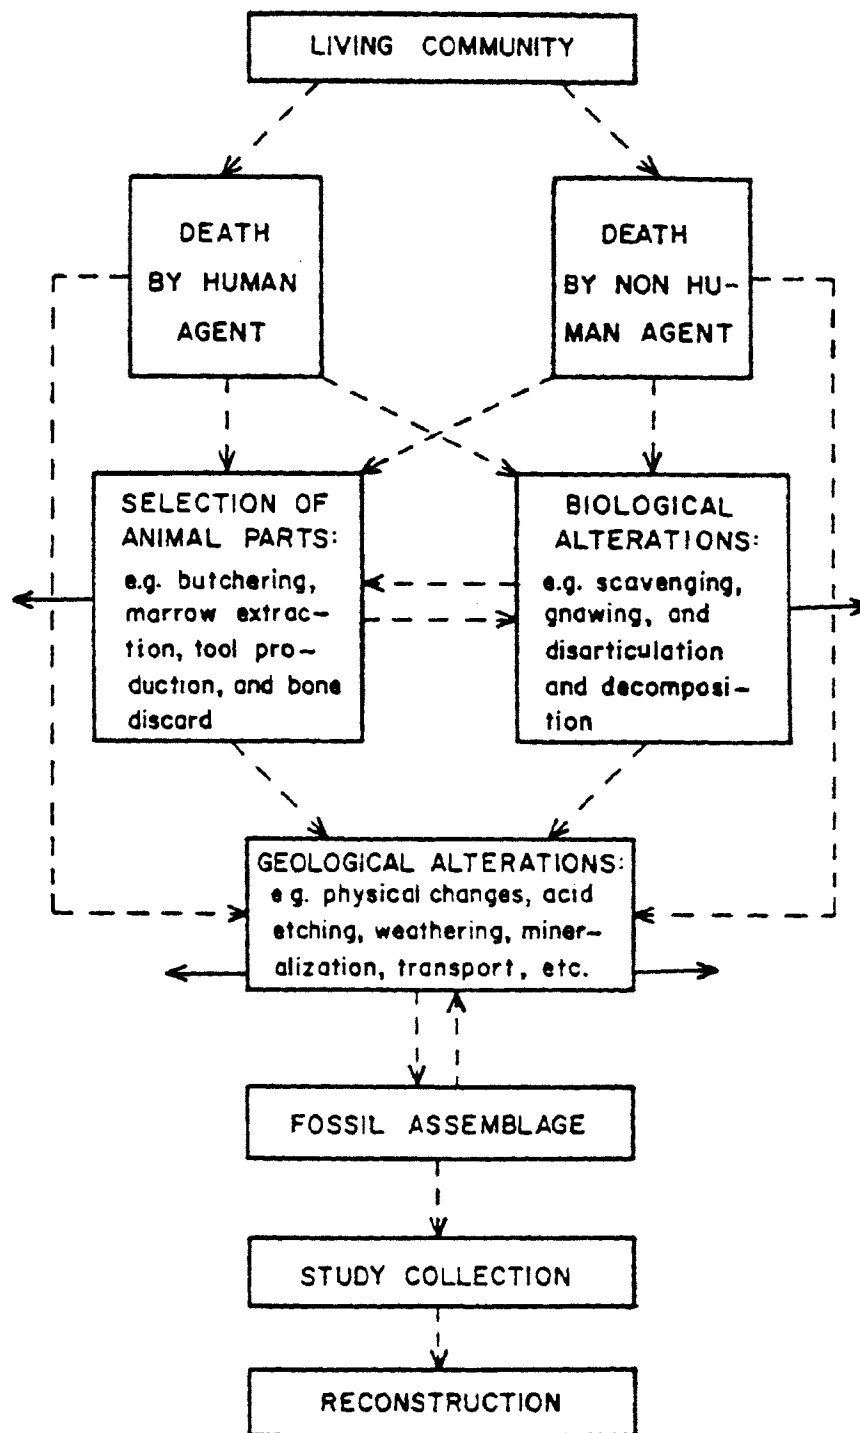 LIVING COMMUNITY
DEATH
BY HUMAN
AGENT
DEATH
BY NON HU-
MAN AGENT
SELECTION OF
ANIMAL PARTS:
e.g. butchering,
marrow extrac-
tion, tool pro-
duction, and bone
discard
BIOLOGICAL
ALTERATIONS:
e.g. scavenging,
gnawing, and
disarticulation
and decomposi-
tion
GEOLOGICAL ALTERATIONS:
e g. physical changes, acid
etching, weathering, miner-
alization, transport, etc.
FOSSIL ASSEMBLAGE
STUDY COLLECTION
RECONSTRUCTION